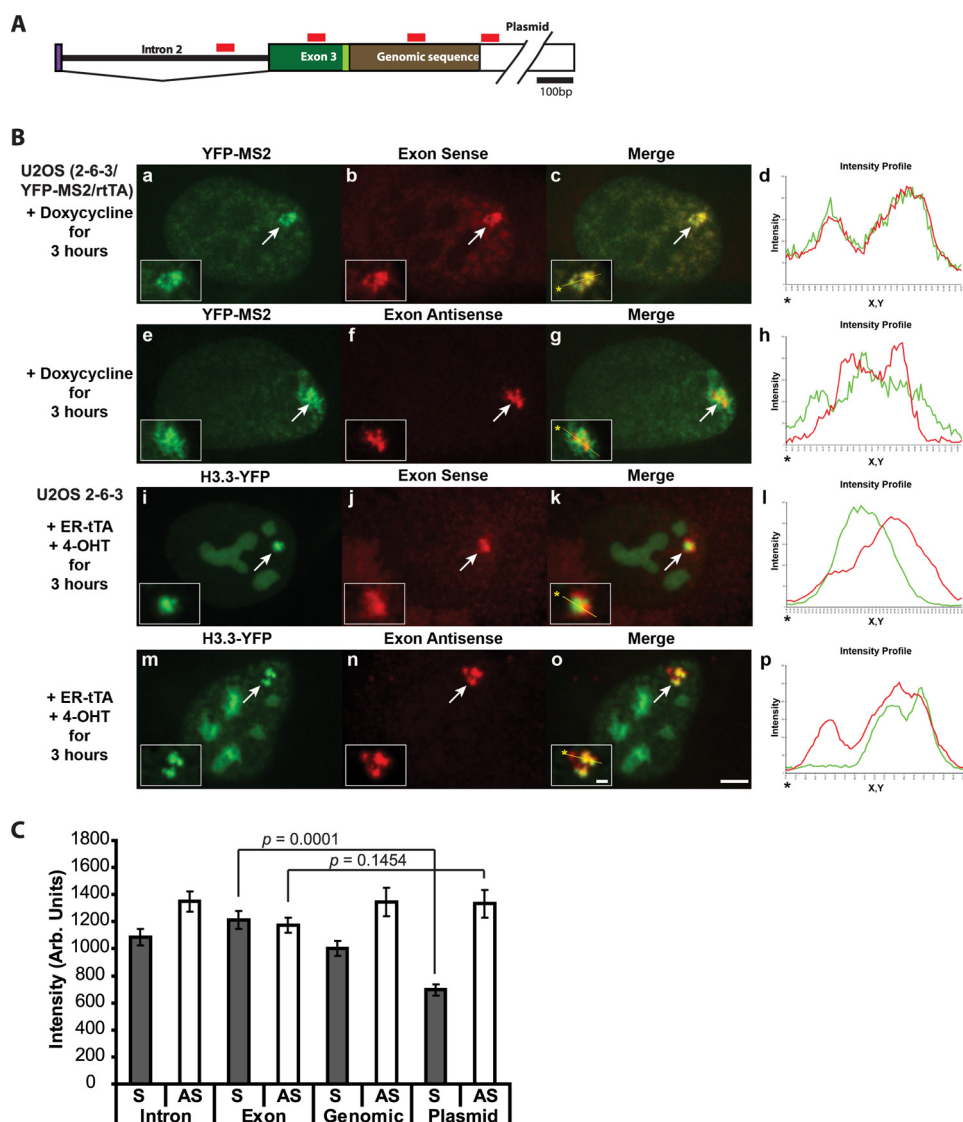 A
Plasmid
Intron 2
Exon 3
Genomic sequence
100bp
B
YFP-MS2
Exon Sense
Merge
U2OS (2-6-3/
YFP-MS2/rtTA)
+ Doxycycline
for
3 hours
a
b
c
d
Intensity Profile
Intensity
*
*
X,Y
YFP-MS2
Exon Antisense
Merge
+ Doxycycline
for
3 hours
e
f
g
h
Intensity Profile
Intensity
*
*
X,Y
U2OS 2-6-3
H3.3-YFP
Exon Sense
Merge
+ ER-tTA
+ 4-OHT
for
3 hours
i
j
k
l
Intensity Profile
Intensity
*
*
X,Y
H3.3-YFP
Exon Antisense
Merge
+ ER-tTA
+ 4-OHT
for
3 hours
m
n
o
p
Intensity Profile
Intensity
*
*
X,Y
C
Intensity (Arb. Units)
1800
1600
1400
1200
1000
800
600
400
200
0
p = 0.0001
p = 0.1454
S AS S AS S AS S AS
Intron Exon Genomic Plasmid